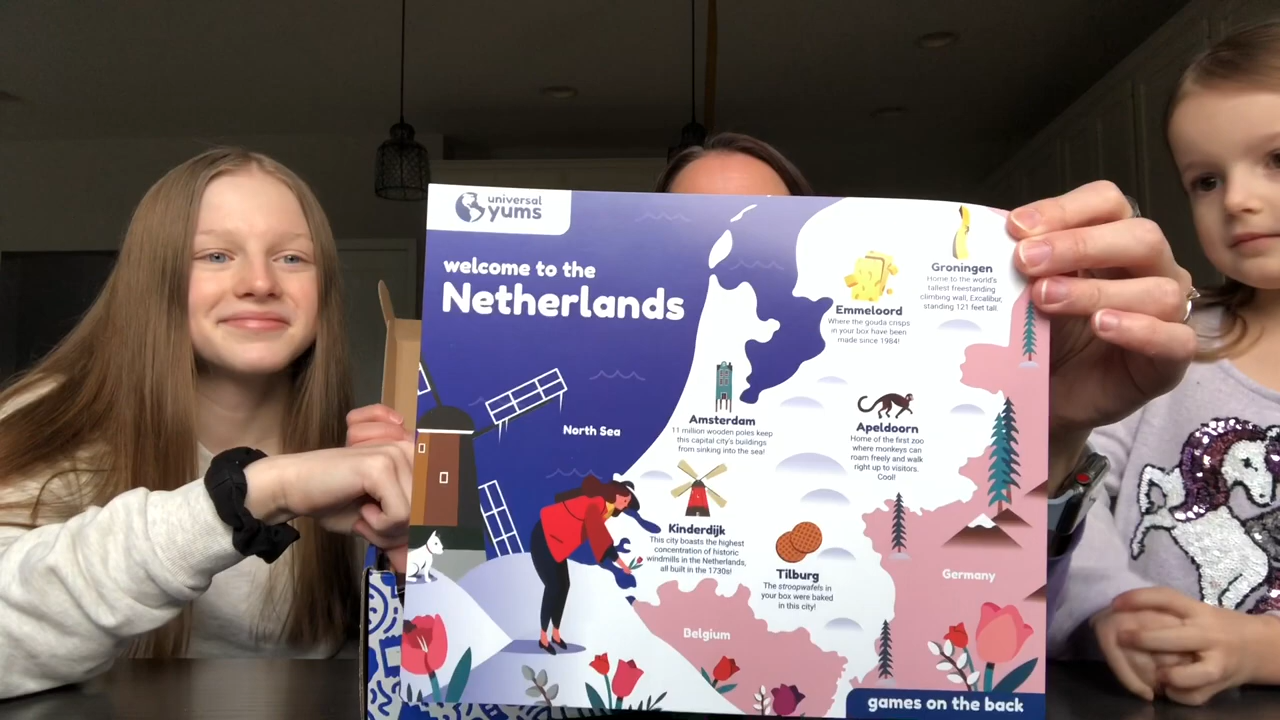 universal
yums
welcome to the
Netherlands
Groningen
Home to the world's
tallest freestanding
climbing wall, Excalibur,
standing 121 feet tall.
Emmeloord
Where the gouda crisps
in your box have been
made since 1984!
North Sea
Amsterdam
11 million wooden poles keep
this capital city's buildings
from sinking into the sea!
Apeldoorn
Home of the first zoo
where monkeys can
roam freely and walk
right up to visitors.
Cool!
Kinderdijk
This city boasts the highest
concentration of historic
windmills in the Netherlands,
all built in the 1730s!
Tilburg
The stroopwafels in
your box were baked
in this city!
Germany
Belgium
games on the back